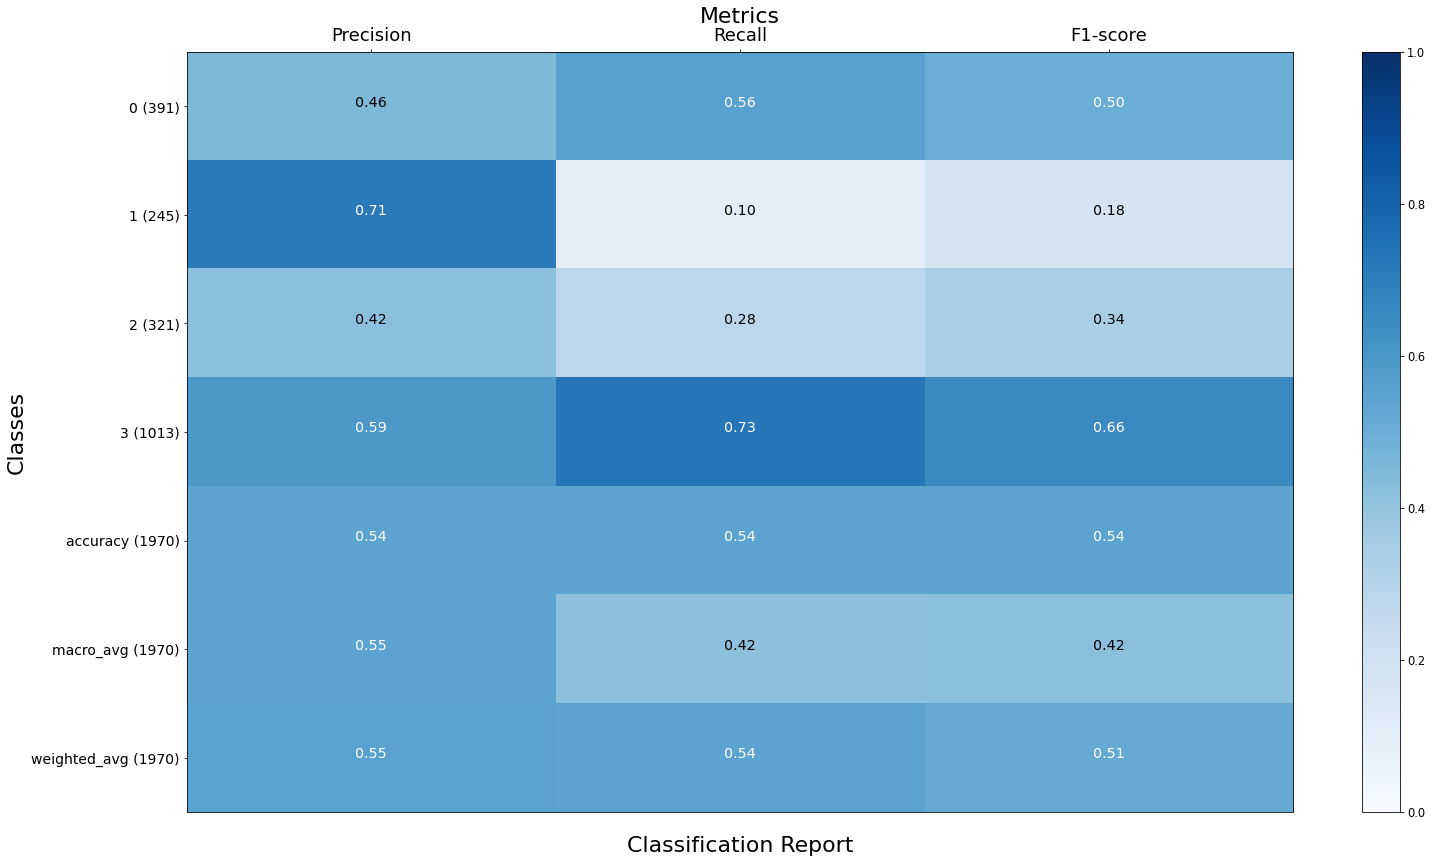 Metrics
Precision Recall F1-score
0 (391) 0.46 0.56 0.50
1 (245) 0.71 0.10 0.18
2 (321) 0.42 0.28 0.34
3 (1013) 0.59 0.73 0.66
accuracy (1970) 0.54 0.54 0.54
macro_avg (1970) 0.55 0.42 0.42
weighted_avg (1970) 0.55 0.54 0.51
Classes
Classification Report
1.0
0.8
0.6
0.4
0.2
0.0